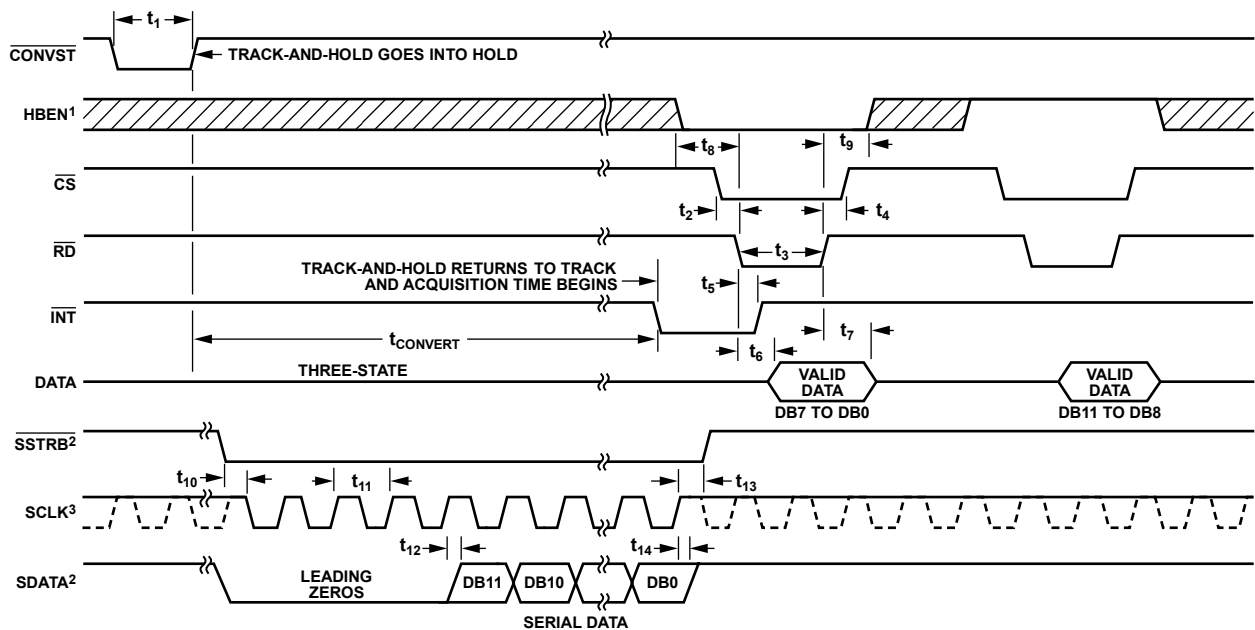 t1
CONVST
TRACK-AND-HOLD GOES INTO HOLD
HBEN1
t8
t9
CS
t2
t4
RD
t3
TRACK-AND-HOLD RETURNS TO TRACK
AND ACQUISITION TIME BEGINS
t5
INT
tCONVERT
t7
t6
DATA
THREE-STATE
VALID
DATA
VALID
DATA
DB7 TO DB0
DB11 TO DB8
SSTRB2
t10
t11
t13
SCLK3
t12
t14
SDATA2
LEADING
ZEROS
DB11
DB10
DB0
SERIAL DATA